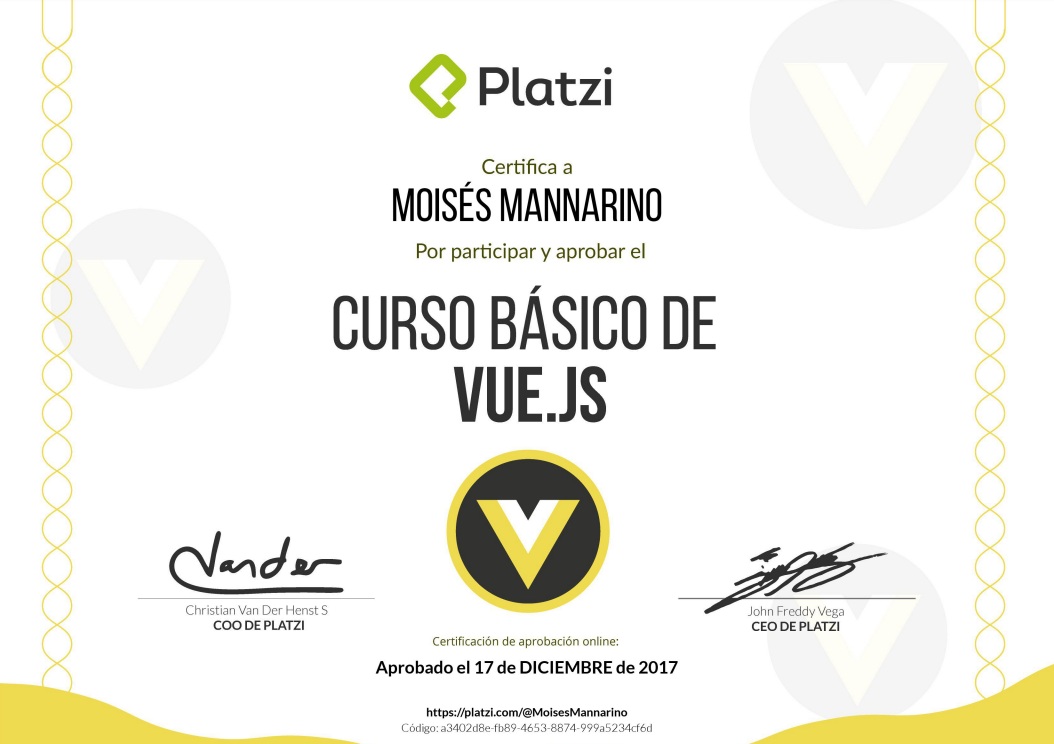 Platzi
Certifica a
MOISÉS MANNARINO
Por participar y aprobar el
CURSO BÁSICO DE
VUE.JS
Vander
Christian Van Der Henst S
COO DE PLATZI
John Freddy Vega
CEO DE PLATZI
Certificación de aprobación online:
Aprobado el 17 de DICIEMBRE de 2017
https://platzi.com/@MoisesMannarino
Código: a3402d8e-fb89-4653-8874-999a5234cf6d